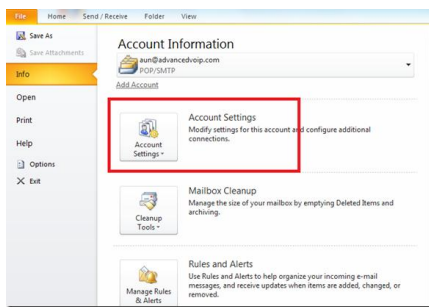 File Home Send / Receive Folder View
Save As
Save Attachments
Info
Open
Print
Help
Options
Exit
Account Information
aun@advancedvoip.com
POP/SMTP
Add Account
Account Settings
Modify settings for this account and configure additional
connections.
Account
Settings
Mailbox Cleanup
Manage the size of your mailbox by emptying Deleted Items and
archiving.
Cleanup
Tools
Rules and Alerts
Use Rules and Alerts to help organize your incoming e-mail
messages, and receive updates when items are added, changed, or
removed.
Manage Rules
& Alerts